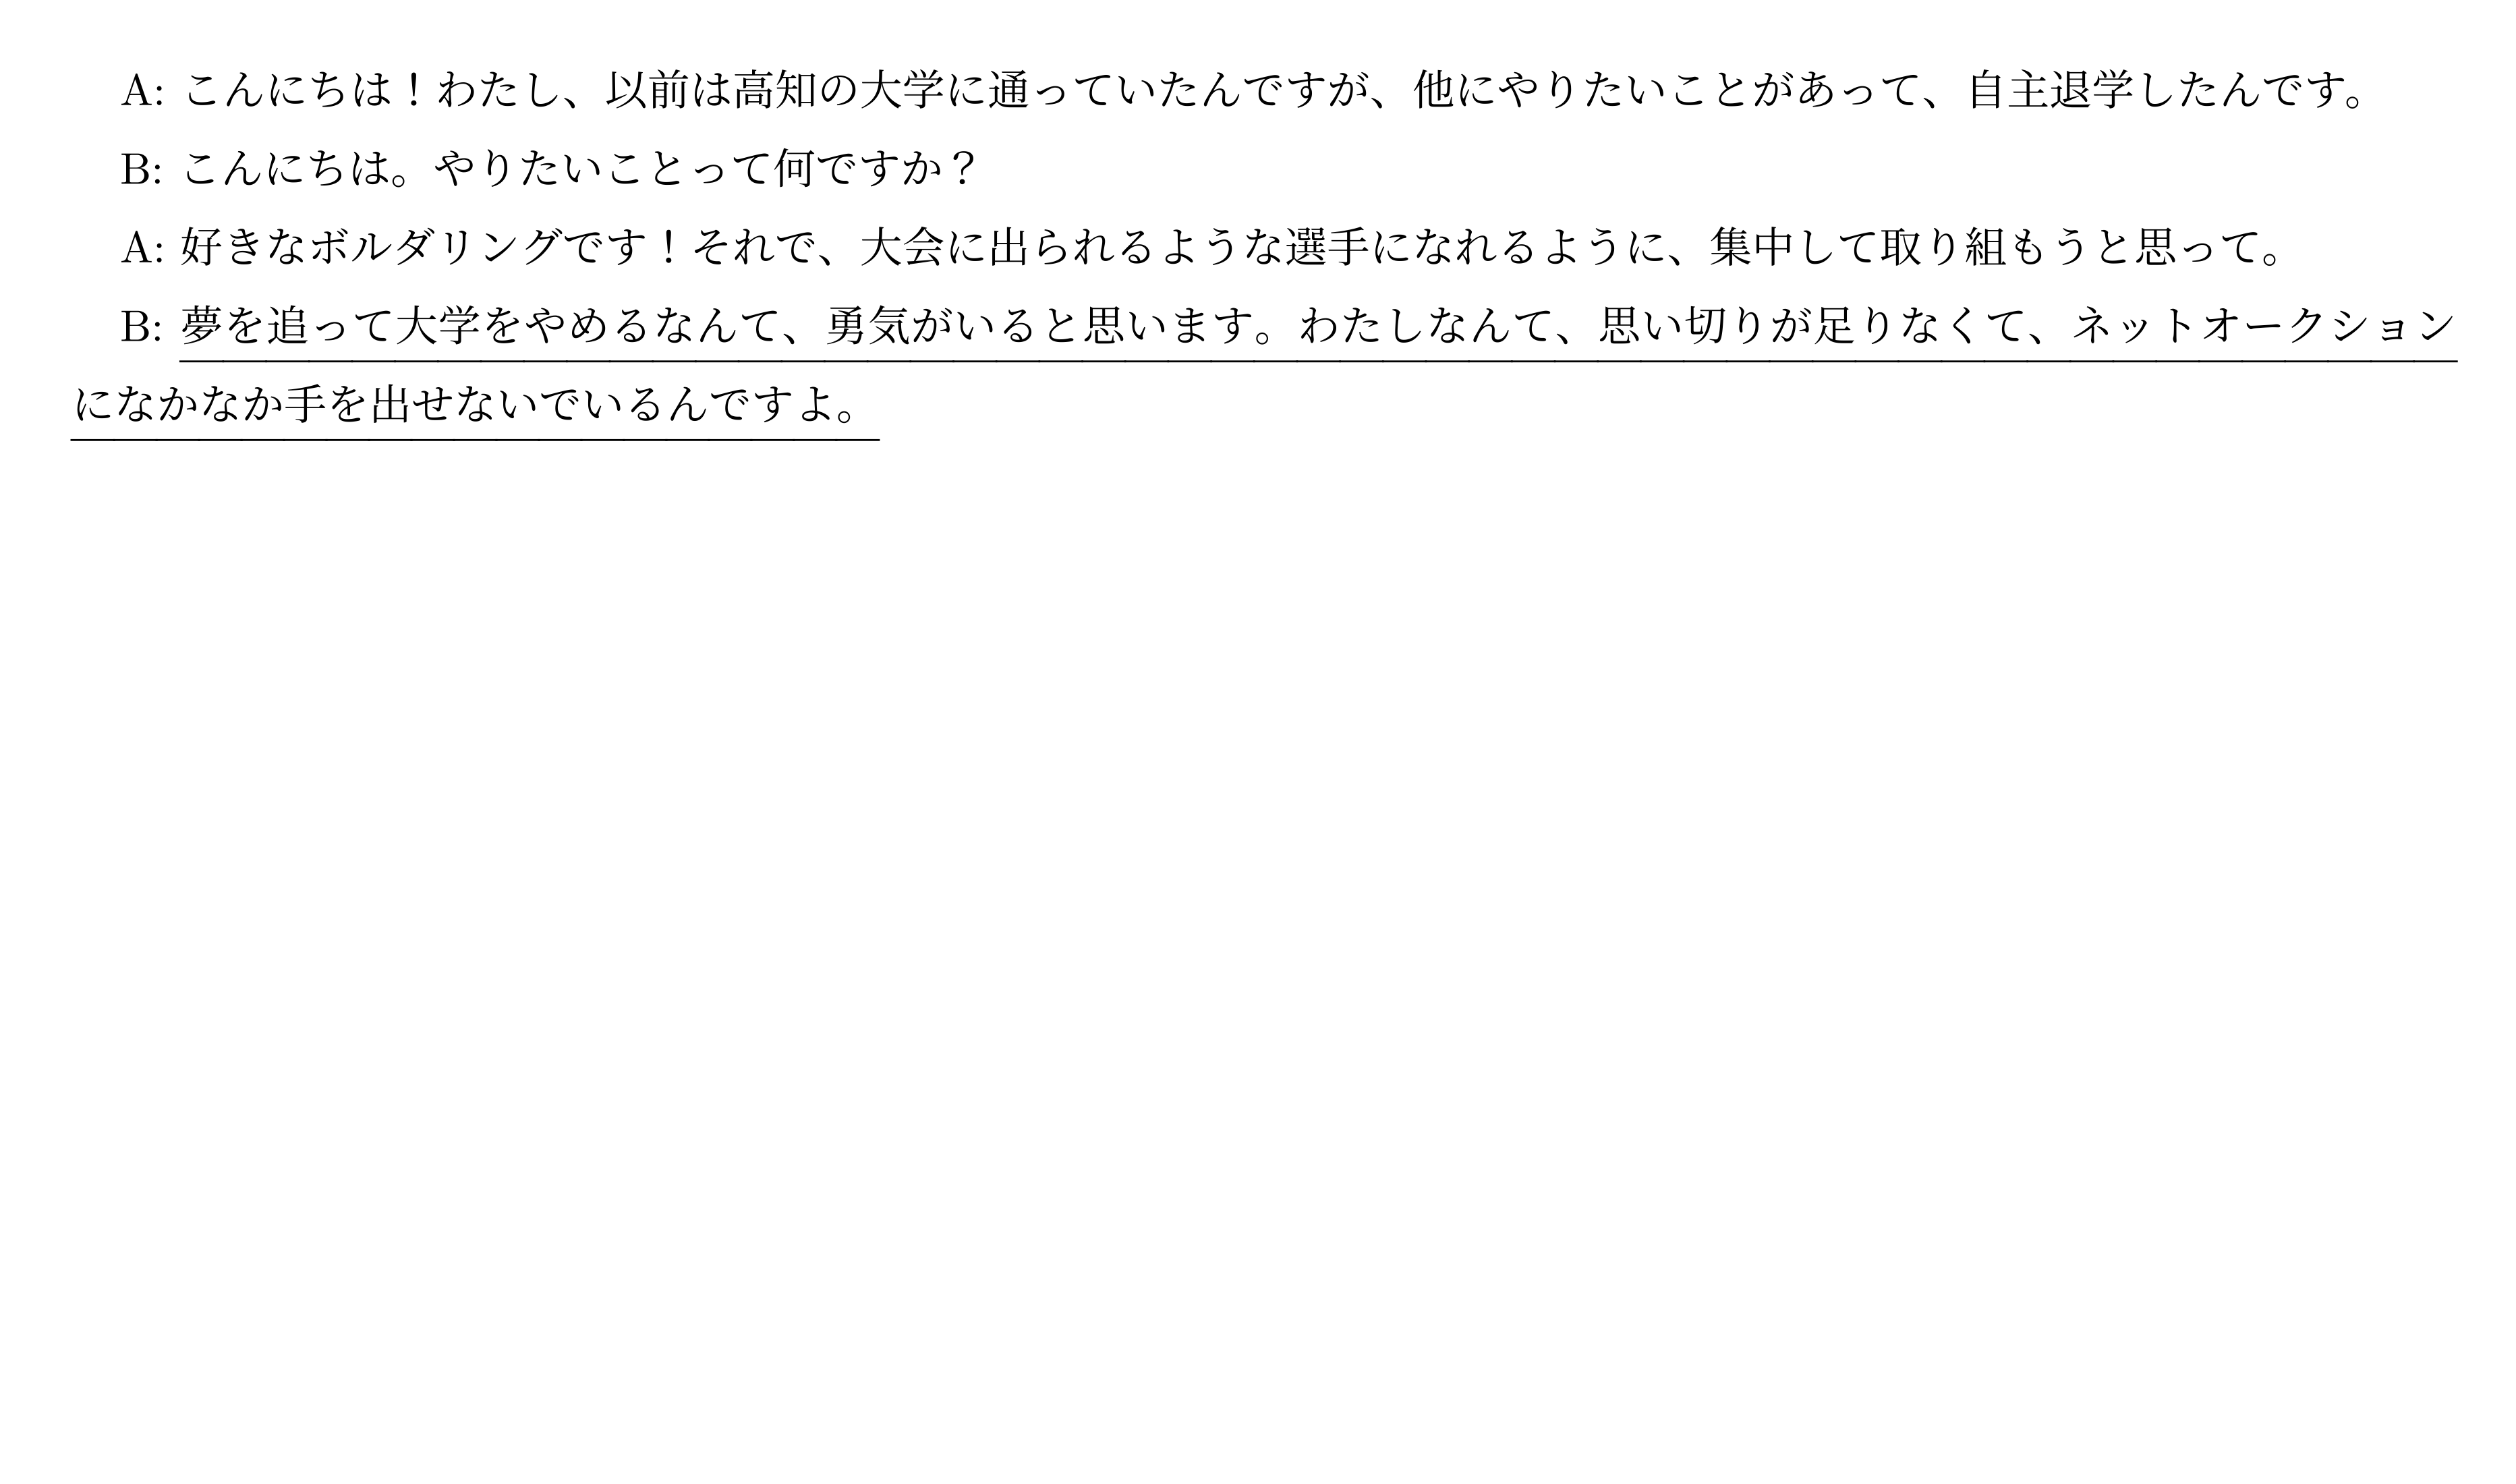 A: こんにちは！わたし、以前は高知の大学に通っていたんですが、他にやりたいことがあって、自主退学したんです。
B: こんにちは。やりたいことって何ですか？
A: 好きなボルダリングです！それで、大会に出られるような選手になれるように、集中して取り組もうと思って。
B: 夢を追って大学をやめるなんて、勇気がいると思います。わたしなんて、思い切りが足りなくて、ネットオークション
になかなか手を出せないでいるんですよ。